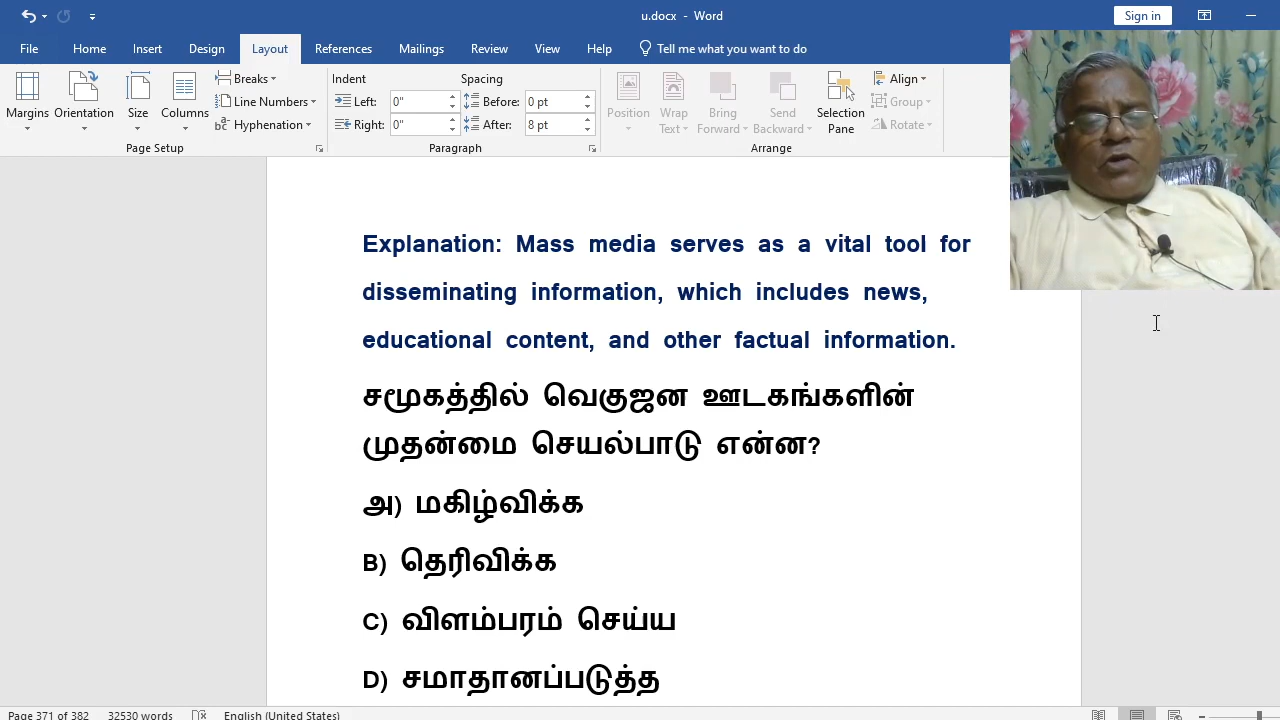 u.docx - Word
Sign in
File Home Insert Design Layout References Mailings Review View Help Tell me what you want to do
Margins Orientation Size Columns Breaks Line Numbers Hyphenation
Page Setup
Indent Spacing
Left: 0" Before: 0 pt
Right: 0" After: 8 pt
Paragraph
Position Wrap Text Bring Forward Send Backward Selection Pane Align Group Rotate
Arrange
Explanation: Mass media serves as a vital tool for
disseminating information, which includes news,
educational content, and other factual information.
சமூகத்தில் வெகுஜன ஊடகங்களின்
முதன்மை செயல்பாடு என்ன?
அ) மகிழ்விக்க
B) தெரிவிக்க
C) விளம்பரம் செய்ய
D) சமாதானப்படுத்த
Page 371 of 382 32530 words English (United States)